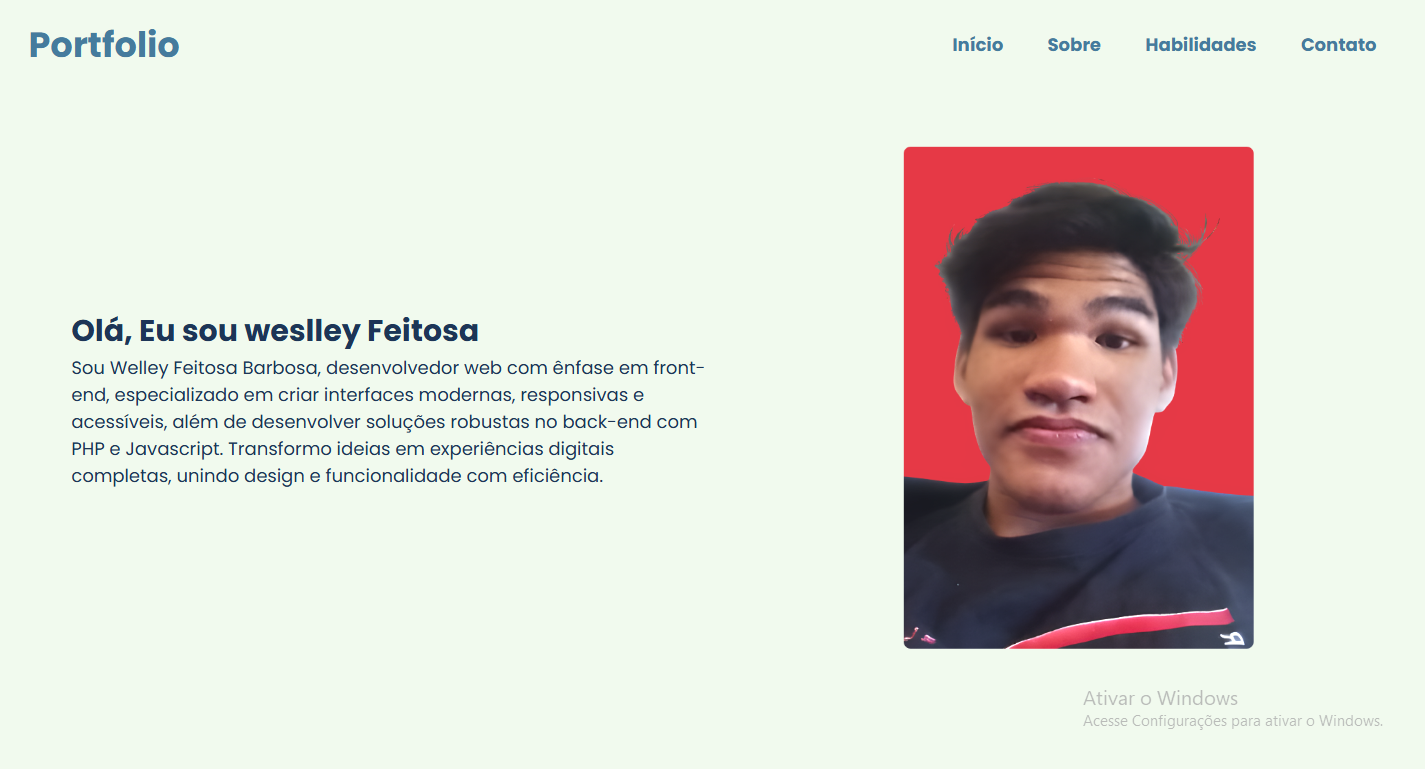 Portfolio
Início Sobre Habilidades Contato
Olá, Eu sou weslley Feitosa
Sou Welley Feitosa Barbosa, desenvolvedor web com ênfase em front-
end, especializado em criar interfaces modernas, responsivas e
acessíveis, além de desenvolver soluções robustas no back-end com
PHP e Javascript. Transformo ideias em experiências digitais
completas, unindo design e funcionalidade com eficiência.
Ativar o Windows
Acesse Configurações para ativar o Windows.